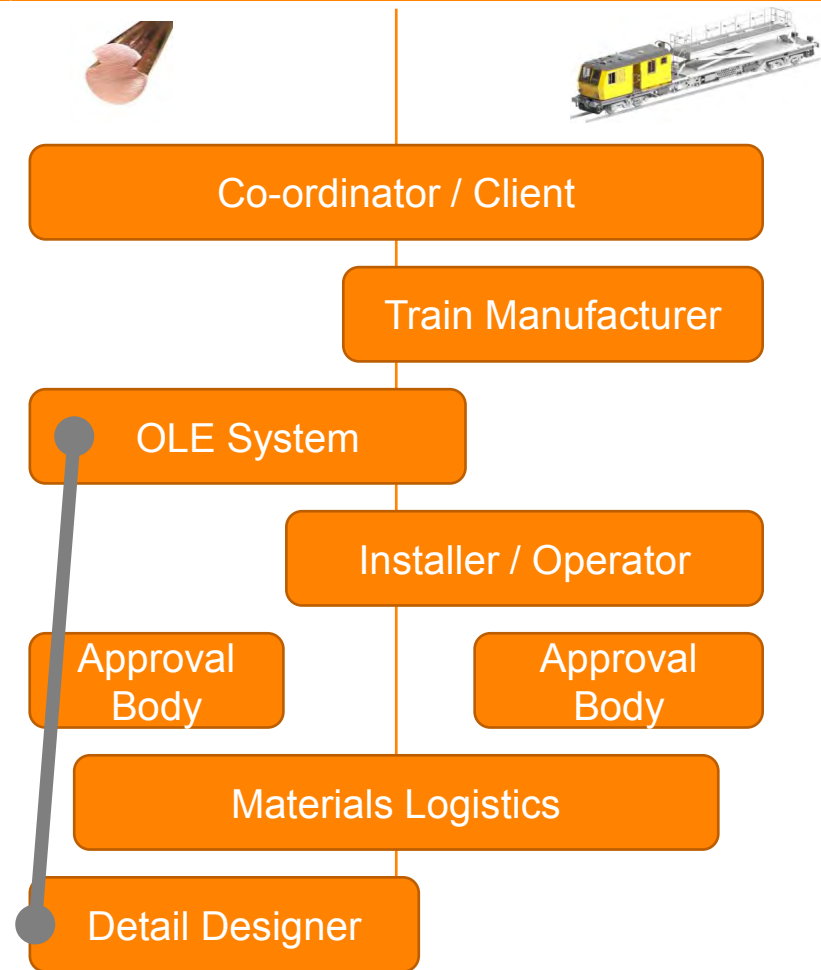 Co-ordinator / Client
Train Manufacturer
OLE System
Installer / Operator
Approval
Body
Approval
Body
Materials Logistics
Detail Designer